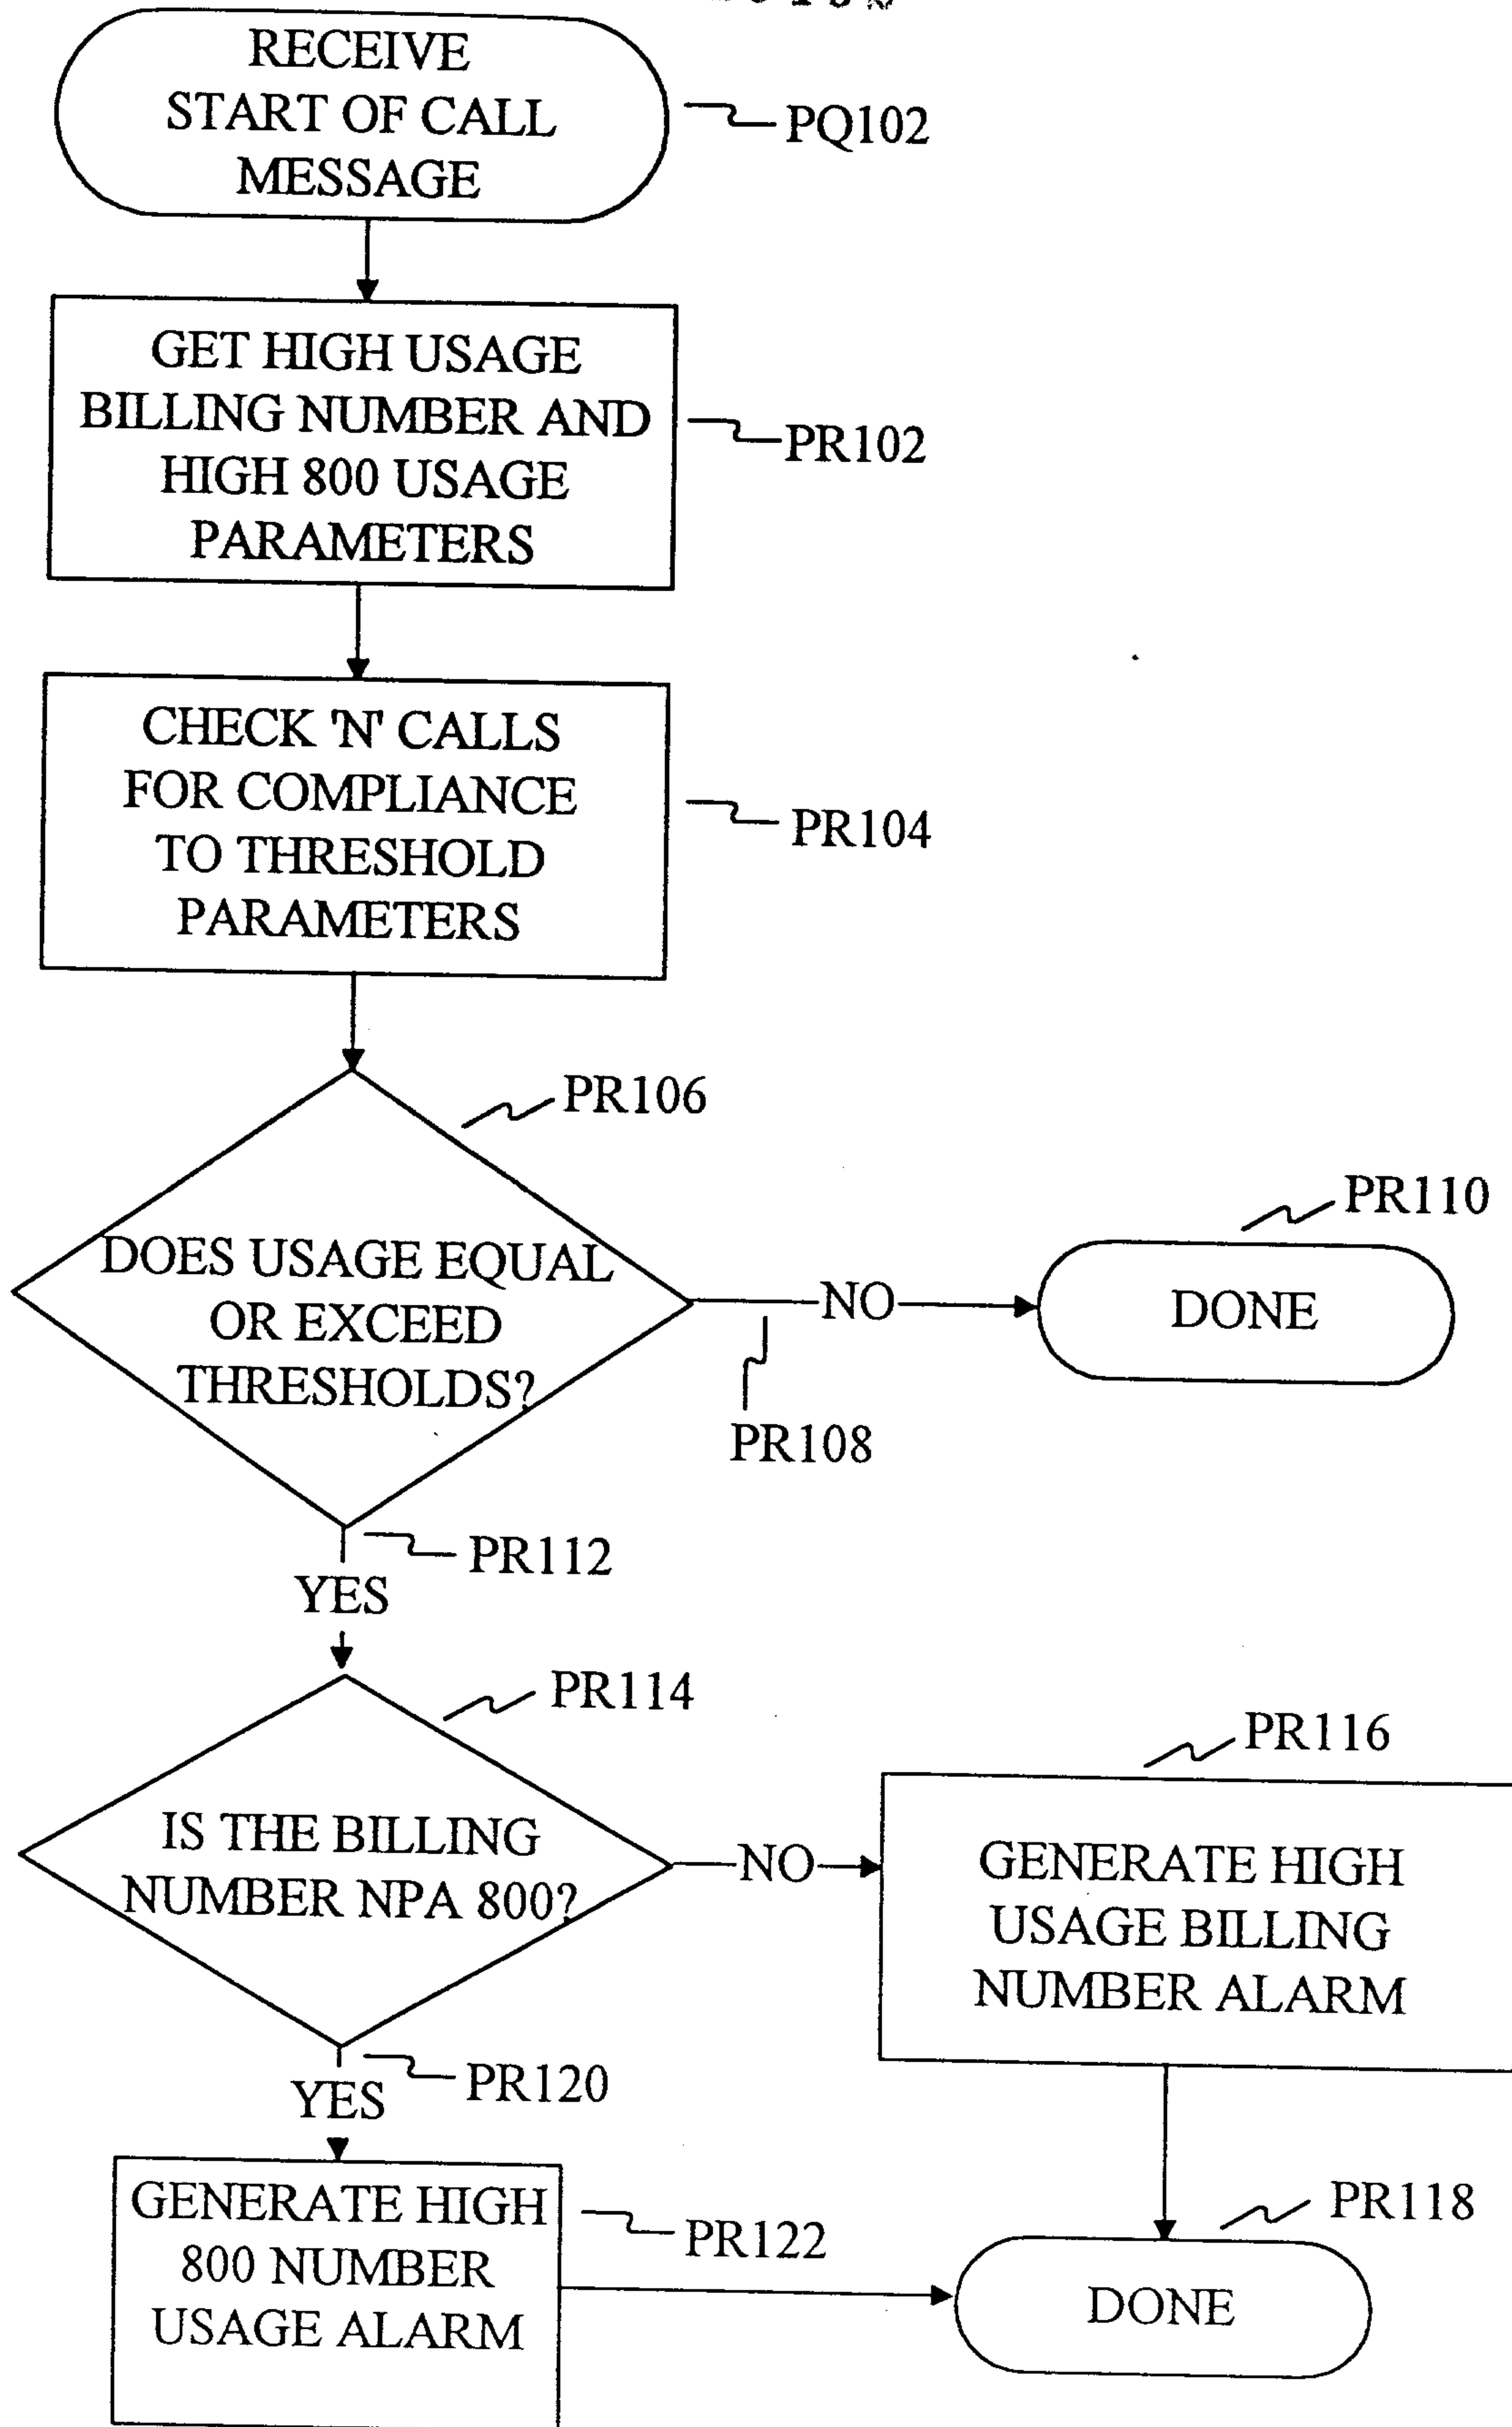 RECEIVE
START OF CALL
MESSAGE
PQ102
GET HIGH USAGE
BILLING NUMBER AND
HIGH 800 USAGE
PARAMETERS
PR102
CHECK 'N' CALLS
FOR COMPLIANCE
TO THRESHOLD
PARAMETERS
PR104
PR106
DOES USAGE EQUAL
OR EXCEED
THRESHOLDS?
NO
PR108
PR110
DONE
PR112
YES
PR114
IS THE BILLING
NUMBER NPA 800?
NO
PR116
GENERATE HIGH
USAGE BILLING
NUMBER ALARM
PR120
YES
GENERATE HIGH
800 NUMBER
USAGE ALARM
PR122
PR118
DONE